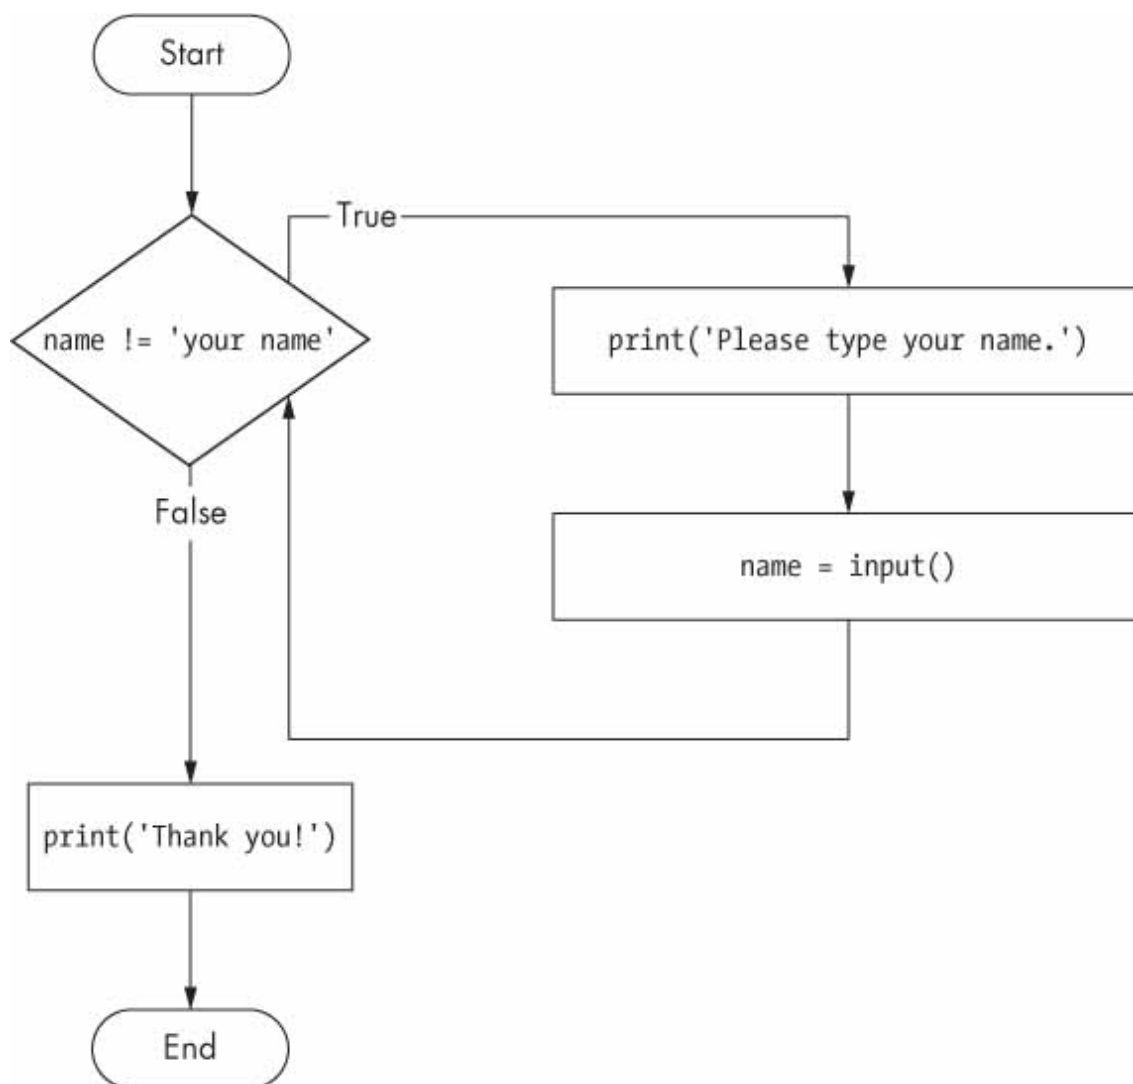 Start
True
name != 'your name'
print('Please type your name.')
False
name = input()
print('Thank you!')
End